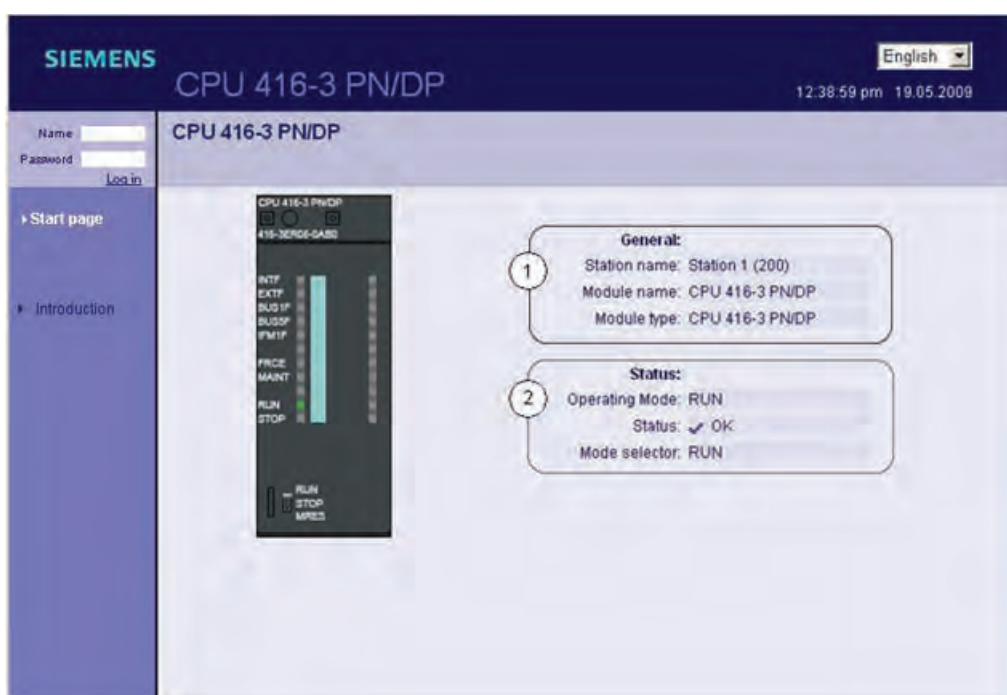 SIEMENS
CPU 416-3 PN/DP
English
12:38:59 pm 19.05.2009
Name
Password
Log in
CPU 416-3 PN/DP
Start page
Introduction
CPU 416-3 PN/DP
416-3ER05-0AB0
INTF
EXTF
BUS1F
BUS5F
IFM1F
FRCE
MAINT
RUN
STOP
RUN
STOP
MRES
1
General:
Station name: Station 1 (200)
Module name: CPU 416-3 PN/DP
Module type: CPU 416-3 PN/DP
2
Status:
Operating Mode: RUN
Status: OK
Mode selector: RUN